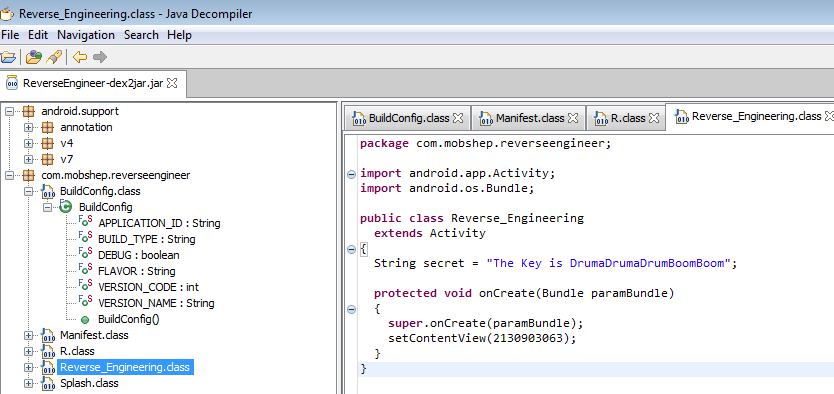 Reverse_Engineering.class - Java Decompiler
File Edit Navigation Search Help
ReverseEngineer-dex2jar.jar
android.support
annotation
v4
v7
com.mobshep.reverseengineer
BuildConfig.class
BuildConfig
APPLICATION_ID : String
BUILD_TYPE : String
DEBUG : boolean
FLAVOR : String
VERSION_CODE : int
VERSION_NAME : String
BuildConfig()
Manifest.class
R.class
Reverse_Engineering.class
Splash.class
BuildConfig.class Manifest.class R.class Reverse_Engineering.class
package com.mobshep.reverseengineer;
import android.app.Activity;
import android.os.Bundle;
public class Reverse_Engineering
extends Activity
{
String secret = "The Key is DrumaDrumaDrumBoomBoom";
protected void onCreate(Bundle paramBundle)
{
super.onCreate(paramBundle);
setContentView(2130903063);
}
}